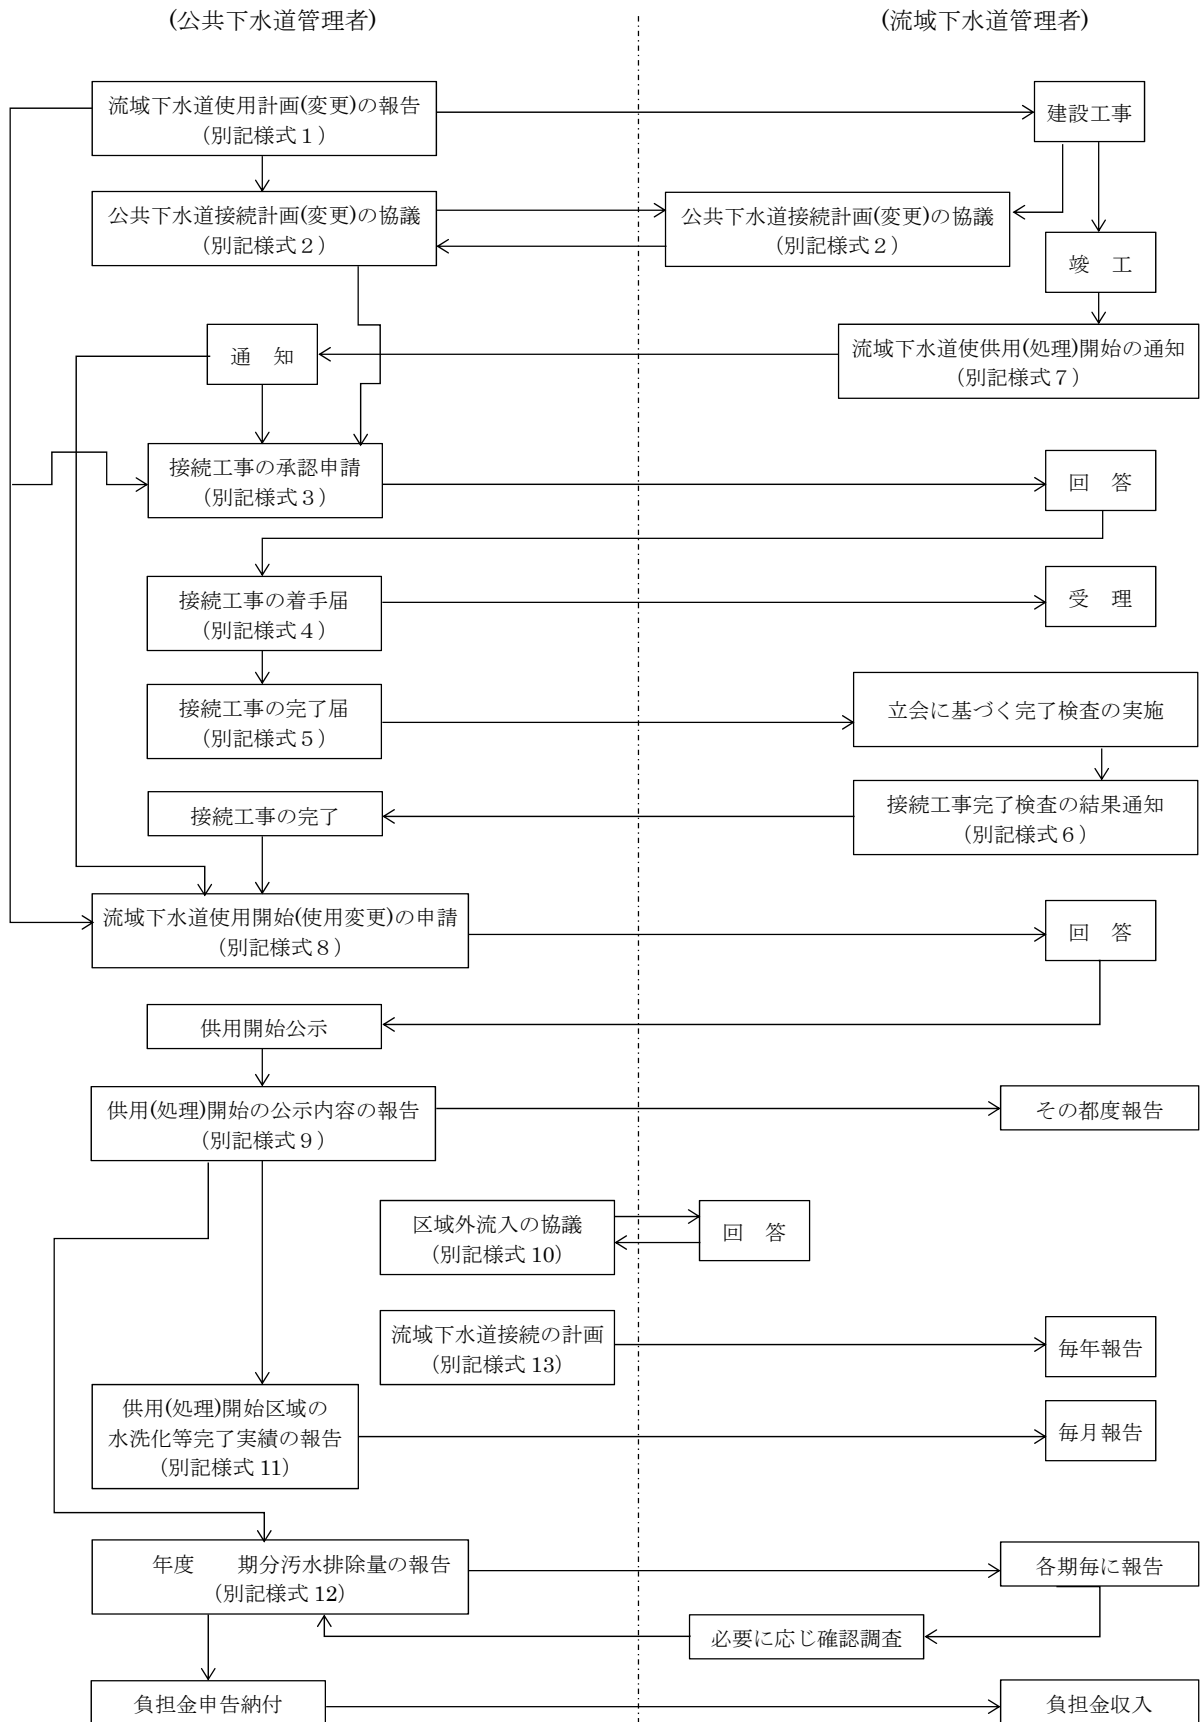 (公共下水道管理者)
(流域下水道管理者)
流域下水道使用計画(変更)の報告
(別記様式1)
建設工事
公共下水道接続計画(変更)の協議
(別記様式2)
公共下水道接続計画(変更)の協議
(別記様式2)
竣 工
通 知
流域下水道使供用(処理)開始の通知
(別記様式7)
接続工事の承認申請
(別記様式3)
回 答
接続工事の着手届
(別記様式4)
受 理
接続工事の完了届
(別記様式5)
立会に基づく完了検査の実施
接続工事の完了
接続工事完了検査の結果通知
(別記様式6)
流域下水道使用開始(使用変更)の申請
(別記様式8)
回 答
供用開始公示
供用(処理)開始の公示内容の報告
(別記様式9)
その都度報告
区域外流入の協議
(別記様式 10)
回 答
流域下水道接続の計画
(別記様式 13)
毎年報告
供用(処理)開始区域の
水洗化等完了実績の報告
(別記様式 11)
毎月報告
年度  期分汚水排除量の報告
(別記様式 12)
各期毎に報告
必要に応じ確認調査
負担金申告納付
負担金収入